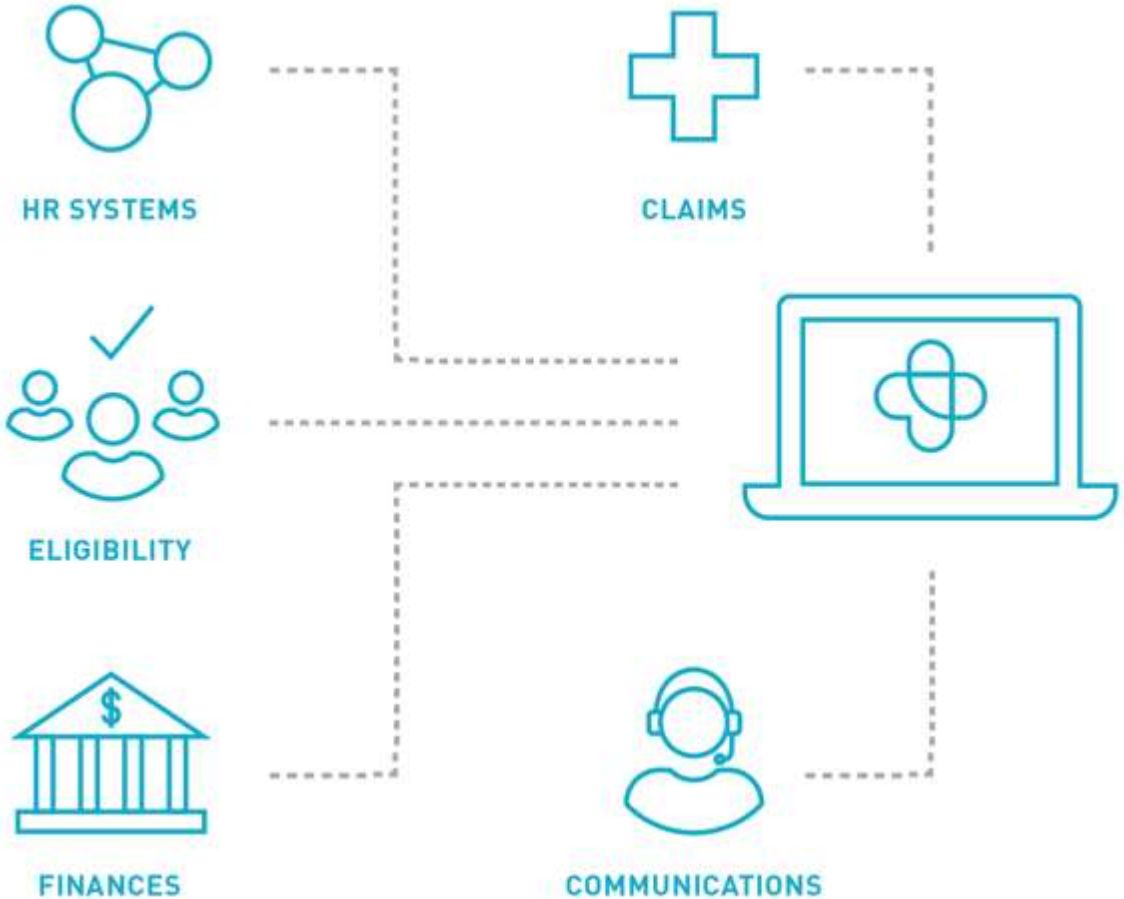 HR SYSTEMS
CLAIMS
ELIGIBILITY
$
FINANCES
COMMUNICATIONS